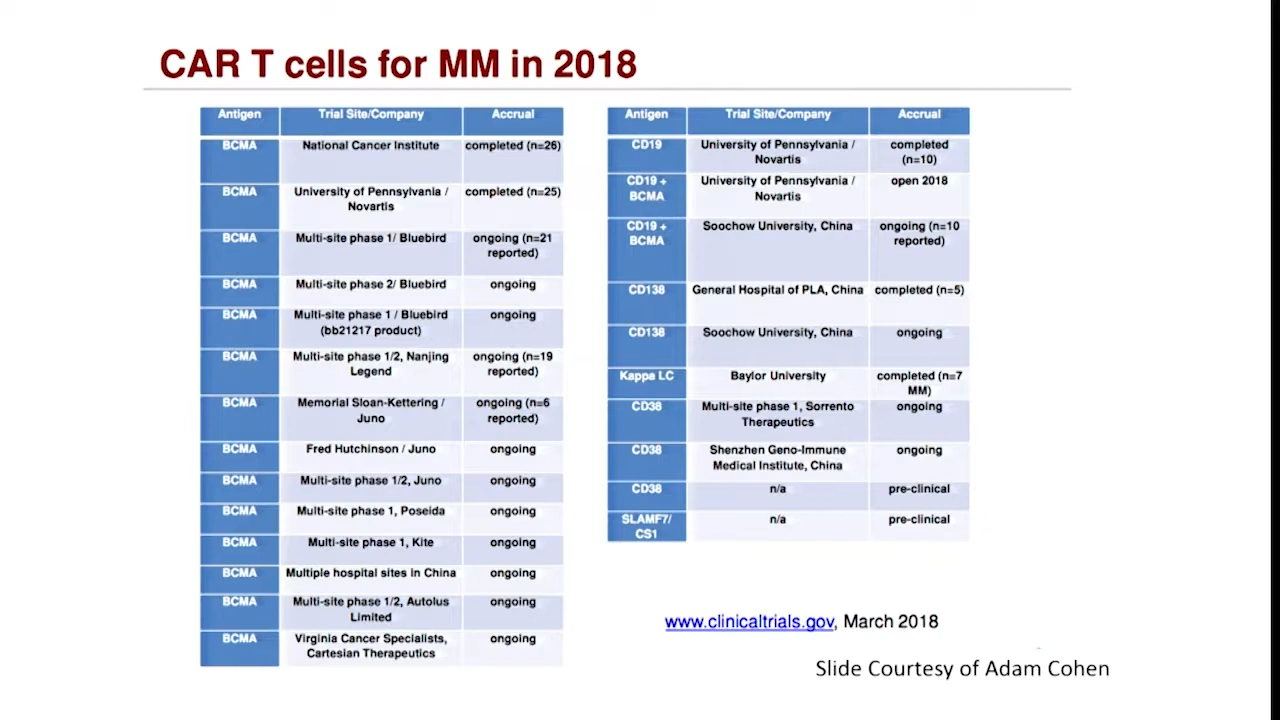 CAR T cells for MM in 2018
Antigen Trial Site/Company Accrual
BCMA National Cancer Institute completed (n=26)
BCMA University of Pennsylvania / completed (n=25)
Novartis
BCMA Multi-site phase 1/ Bluebird ongoing (n=21
reported)
BCMA Multi-site phase 2/ Bluebird ongoing
BCMA Multi-site phase 1 / Bluebird ongoing
(bb21217 product)
BCMA Multi-site phase 1/2, Nanjing ongoing (n=19
Legend reported)
BCMA Memorial Sloan-Kettering / ongoing (n=6
Juno reported)
BCMA Fred Hutchinson / Juno ongoing
BCMA Multi-site phase 1/2, Juno ongoing
BCMA Multi-site phase 1, Poseida ongoing
BCMA Multi-site phase 1, Kite ongoing
BCMA Multiple hospital sites in China ongoing
BCMA Multi-site phase 1/2, Autolus ongoing
Limited
BCMA Virginia Cancer Specialists, ongoing
Cartesian Therapeutics
Antigen Trial Site/Company Accrual
CD19 University of Pennsylvania / completed
Novartis (n=10)
CD19 + University of Pennsylvania / open 2018
BCMA Novartis
CD19 + Soochow University, China ongoing (n=10
BCMA reported)
CD138 General Hospital of PLA, China completed (n=5)
CD138 Soochow University, China ongoing
Kappa LC Baylor University completed (n=7
MM)
CD38 Multi-site phase 1, Sorrento ongoing
Therapeutics
CD38 Shenzhen Geno-Immune ongoing
Medical Institute, China
CD38 n/a pre-clinical
SLAMF7/ n/a pre-clinical
CS1
www.clinicaltrials.gov, March 2018
Slide Courtesy of Adam Cohen